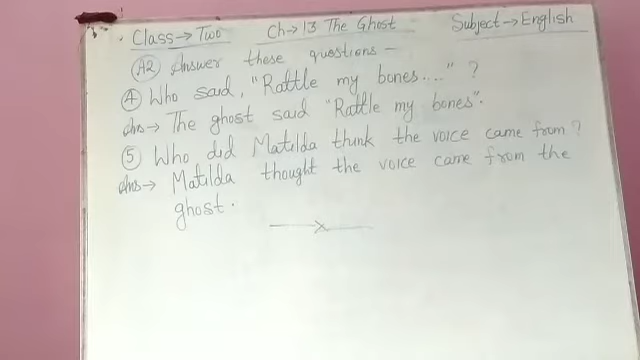 Class → Two Ch → 13 The Ghost Subject → English
A2 Answer these questions —
4 Who said, "Rattle my bones...." ?
Ans → The ghost said "Rattle my bones".
5 Who did Matilda think the voice came from?
Ans → Matilda thought the voice came from the
ghost.